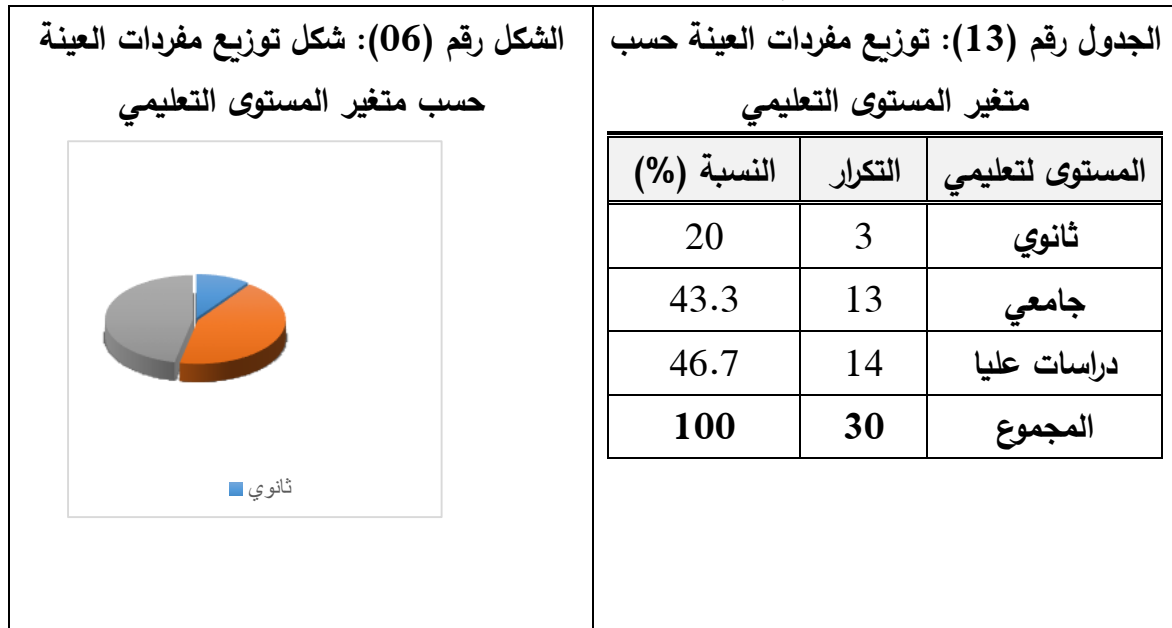 الجدول رقم (13): توزيع مفردات العينة حسب
متغير المستوى التعليمي
المستوى لتعليمي التكرار النسبة (%)
ثانوي 3 20
جامعي 13 43.3
دراسات عليا 14 46.7
المجموع 30 100
الشكل رقم (06): شكل توزيع مفردات العينة
حسب متغير المستوى التعليمي
ثانوي